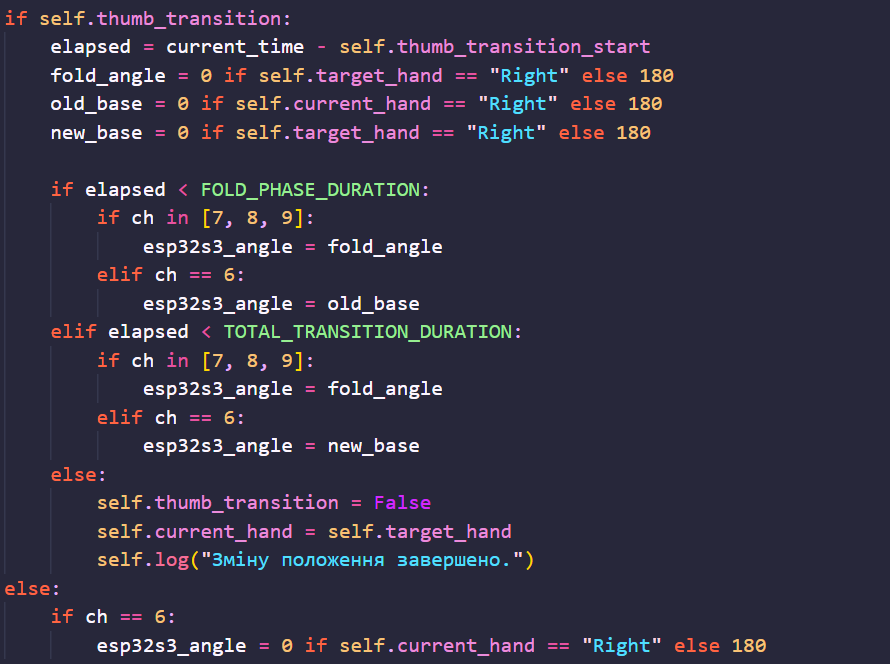 if self.thumb_transition:
    elapsed = current_time - self.thumb_transition_start
    fold_angle = 0 if self.target_hand == "Right" else 180
    old_base = 0 if self.current_hand == "Right" else 180
    new_base = 0 if self.target_hand == "Right" else 180

    if elapsed < FOLD_PHASE_DURATION:
        if ch in [7, 8, 9]:
            esp32s3_angle = fold_angle
        elif ch == 6:
            esp32s3_angle = old_base
    elif elapsed < TOTAL_TRANSITION_DURATION:
        if ch in [7, 8, 9]:
            esp32s3_angle = fold_angle
        elif ch == 6:
            esp32s3_angle = new_base
    else:
        self.thumb_transition = False
        self.current_hand = self.target_hand
        self.log("Зміну положення завершено.")
else:
    if ch == 6:
        esp32s3_angle = 0 if self.current_hand == "Right" else 180